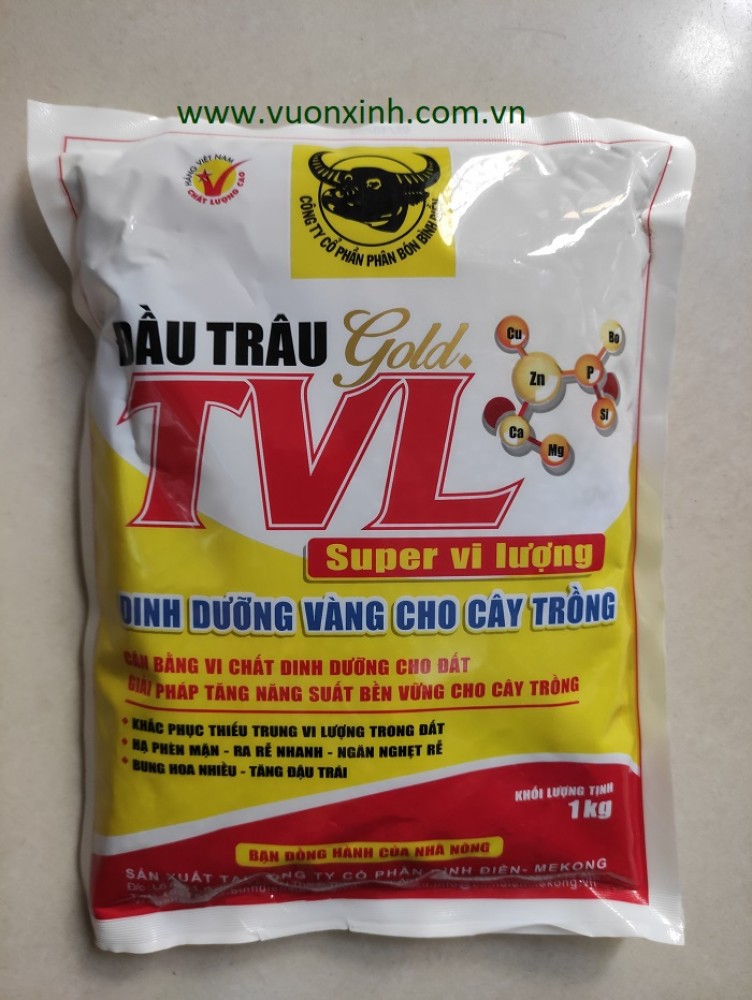 www.vuonxinh.com.vn
HÀNG VIỆT NAM
CHẤT LƯỢNG CAO
CÔNG TY CỔ PHẦN PHÂN BÓN BÌNH ĐIỀN
ĐẦU TRÂU Gold
TVL
Cu
Bo
Zn
P
Si
Ca
Mg
Super vi lượng
DINH DƯỠNG VÀNG CHO CÂY TRỒNG
CÂN BẰNG VI CHẤT DINH DƯỠNG CHO ĐẤT
GIẢI PHÁP TĂNG NĂNG SUẤT BỀN VỮNG CHO CÂY TRỒNG
KHẮC PHỤC THIẾU TRUNG VI LƯỢNG TRONG ĐẤT
HẠ PHÈN MẶN - RA RỄ NHANH - NGĂN NGHẸT RỄ
BUNG HOA NHIỀU - TĂNG ĐẬU TRÁI
KHỐI LƯỢNG TỊNH
1kg
BẠN ĐỒNG HÀNH CỦA NHÀ NÔNG
SẢN XUẤT TẠI CÔNG TY CỔ PHẦN BÌNH ĐIỀN- MEKONG